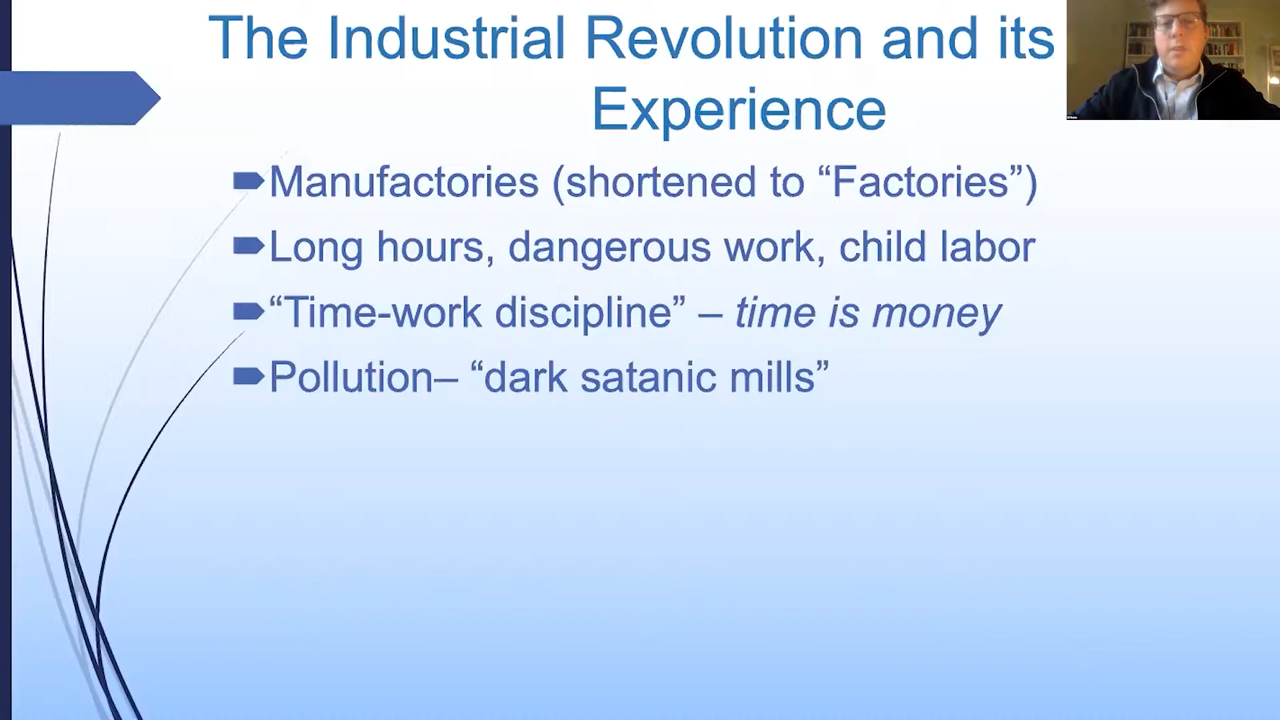 The Industrial Revolution and its
Experience
Manufactories (shortened to “Factories”)
Long hours, dangerous work, child labor
“Time-work discipline” – time is money
Pollution– “dark satanic mills”